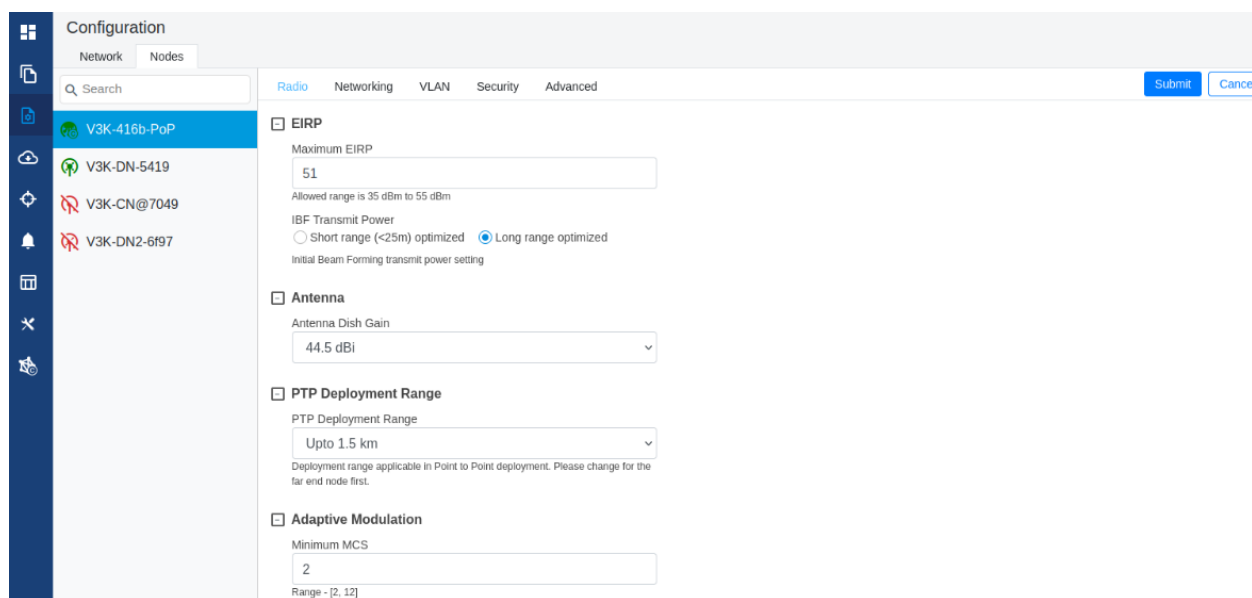 Configuration
Network Nodes
Search
Radio Networking VLAN Security Advanced
Submit
V3K-416b-PoP
V3K-DN-5419
V3K-CN@7049
V3K-DN2-6f97
EIRP
Maximum EIRP
51
Allowed range is 35 dBm to 55 dBm
IBF Transmit Power
Short range (<25m) optimized Long range optimized
Initial Beam Forming transmit power setting
Antenna
Antenna Dish Gain
44.5 dBi
PTP Deployment Range
PTP Deployment Range
Upto 1.5 km
Deployment range applicable in Point to Point deployment. Please change for the
far end node first.
Adaptive Modulation
Minimum MCS
2
Range - [2, 12]